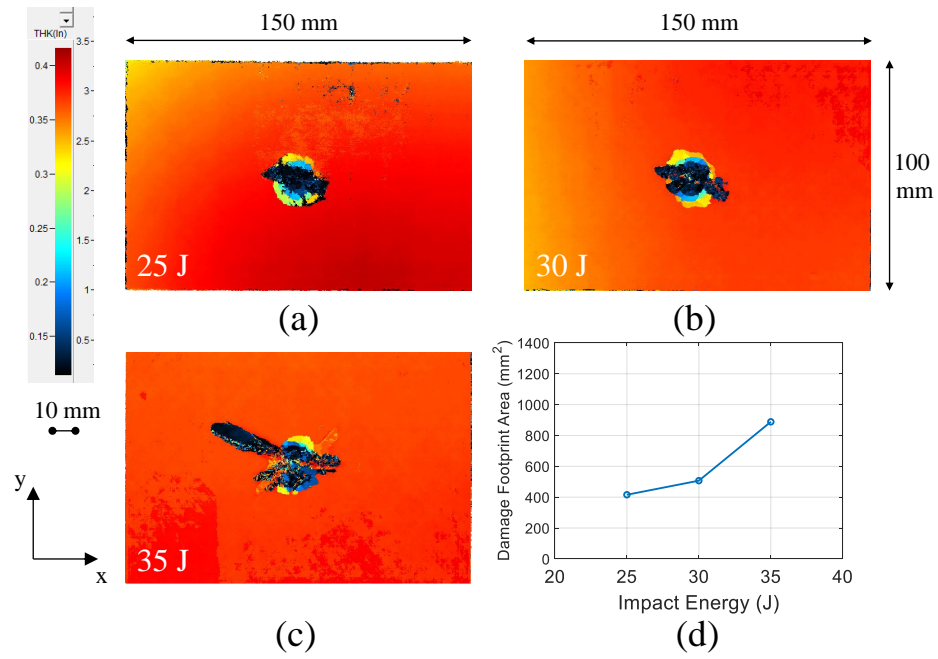 THK(In)
0.4
0.35
0.3
0.25
0.2
0.15
3.5
3
2.5
2
1.5
1
0.5
10 mm
y
x
150 mm
25 J
(a)
150 mm
100
mm
30 J
(b)
35 J
(c)
Damage Footprint Area (mm²)
1400
1200
1000
800
600
400
200
0
20 25 30 35 40
Impact Energy (J)
(d)